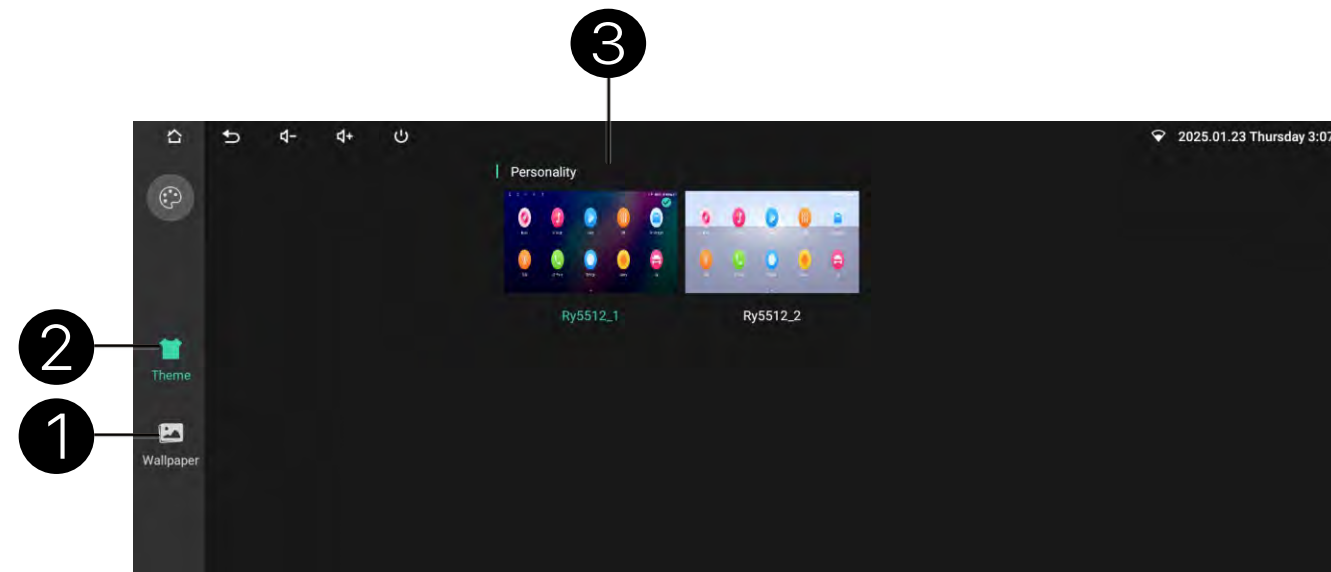 3
2025.01.23 Thursday 3:07
Personality
Ry5512_1
Ry5512_2
2
Theme
1
Wallpaper